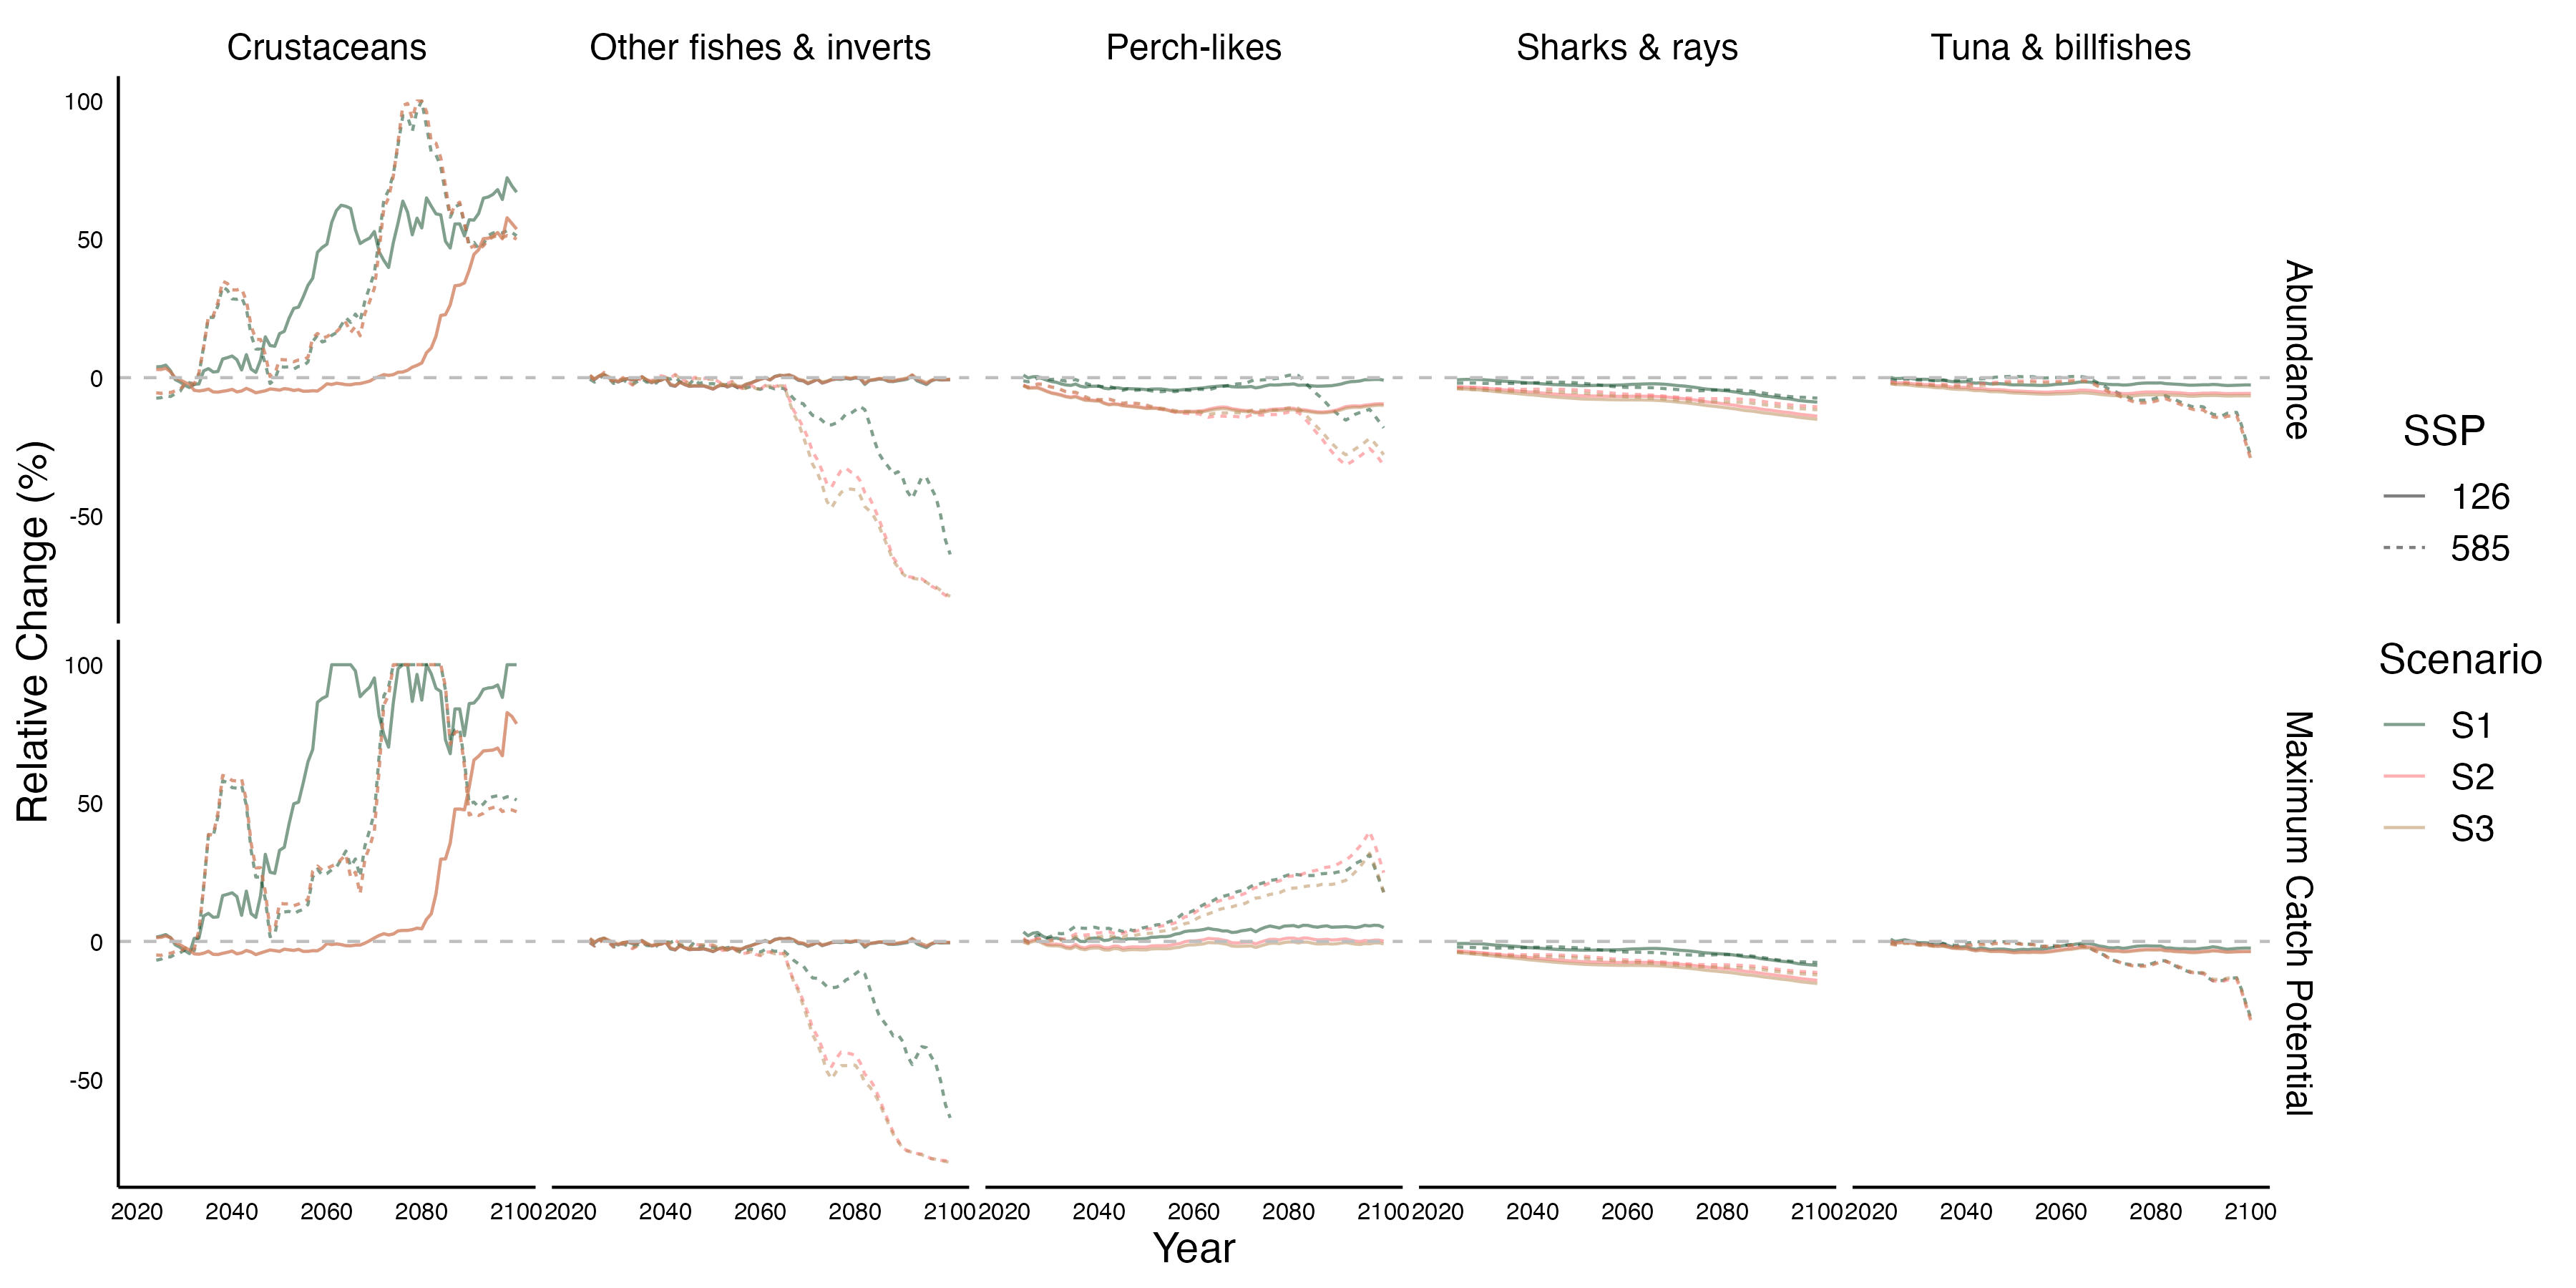 Crustaceans Other fishes & inverts Perch-likes Sharks & rays Tuna & billfishes
100
50
0
-50
Abundance
100
50
0
-50
Maximum Catch Potential
Relative Change (%)
2020 2040 2060 2080 2100 2020 2040 2060 2080 2100 2020 2040 2060 2080 2100 2020 2040 2060 2080 2100 2020 2040 2060 2080 2100
Year
SSP
126
585
Scenario
S1
S2
S3